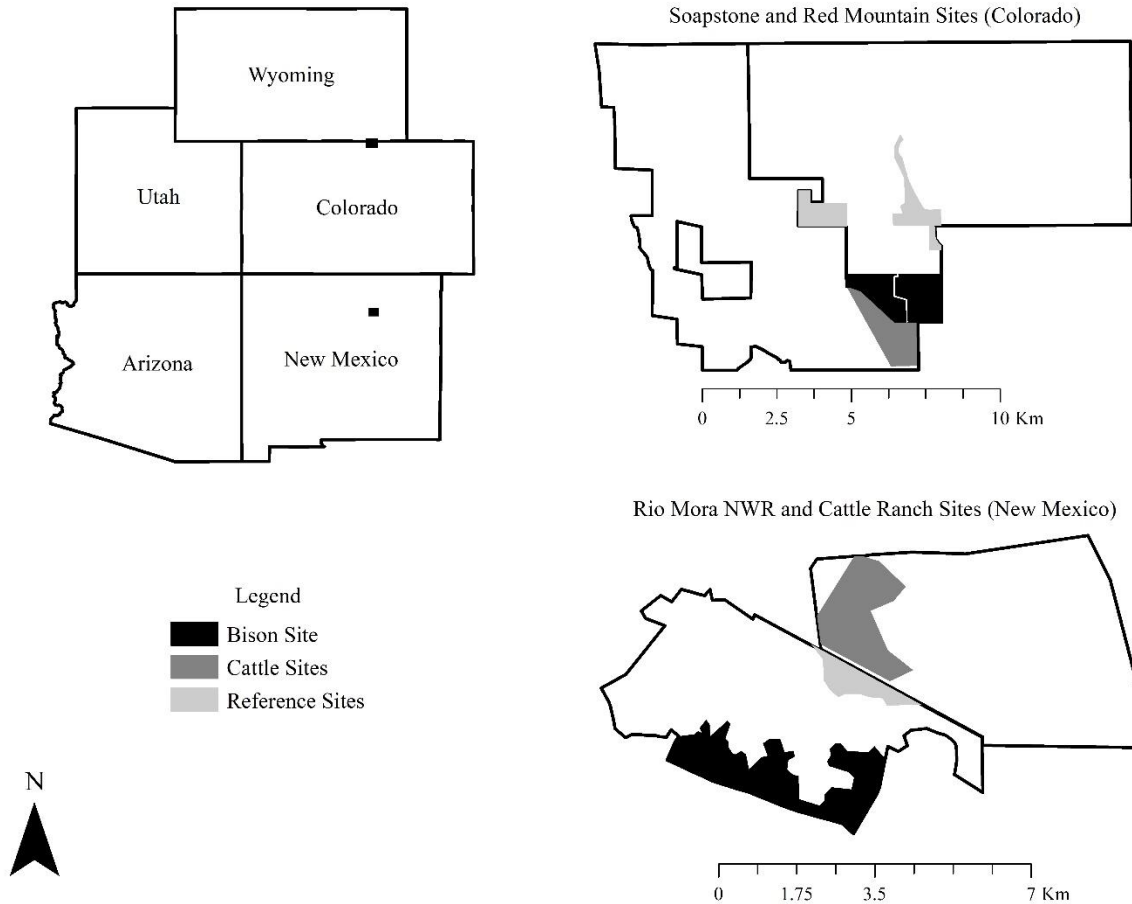 Soapstone and Red Mountain Sites (Colorado)
Wyoming
Utah
Colorado
Arizona
New Mexico
0 2.5 5 10 Km
Rio Mora NWR and Cattle Ranch Sites (New Mexico)
Legend
Bison Site
Cattle Sites
Reference Sites
N
0 1.75 3.5 7 Km